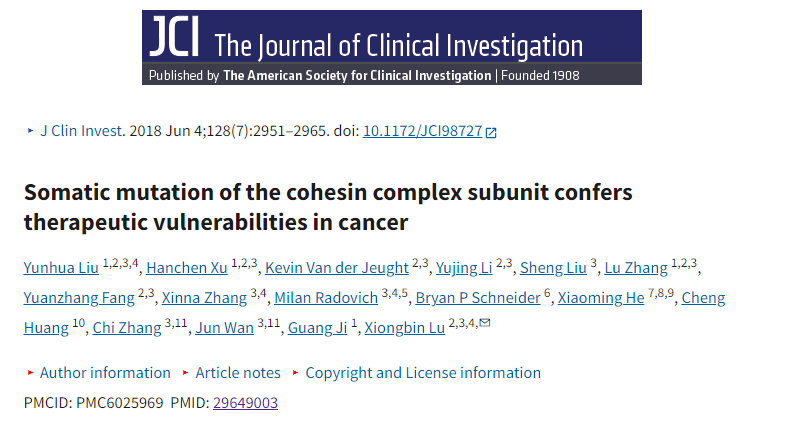 JCI The Journal of Clinical Investigation
Published by The American Society for Clinical Investigation | Founded 1908
J Clin Invest. 2018 Jun 4;128(7):2951–2965. doi: 10.1172/JCI98727
Somatic mutation of the cohesin complex subunit confers
therapeutic vulnerabilities in cancer
Yunhua Liu 1,2,3,4, Hanchen Xu 1,2,3, Kevin Van der Jeught 2,3, Yujing Li 2,3, Sheng Liu 3, Lu Zhang 1,2,3,
Yuanzhang Fang 2,3, Xinna Zhang 3,4, Milan Radovich 3,4,5, Bryan P Schneider 6, Xiaoming He 7,8,9, Cheng
Huang 10, Chi Zhang 3,11, Jun Wan 3,11, Guang Ji 1, Xiongbin Lu 2,3,4,
Author information Article notes Copyright and License information
PMCID: PMC6025969 PMID: 29649003